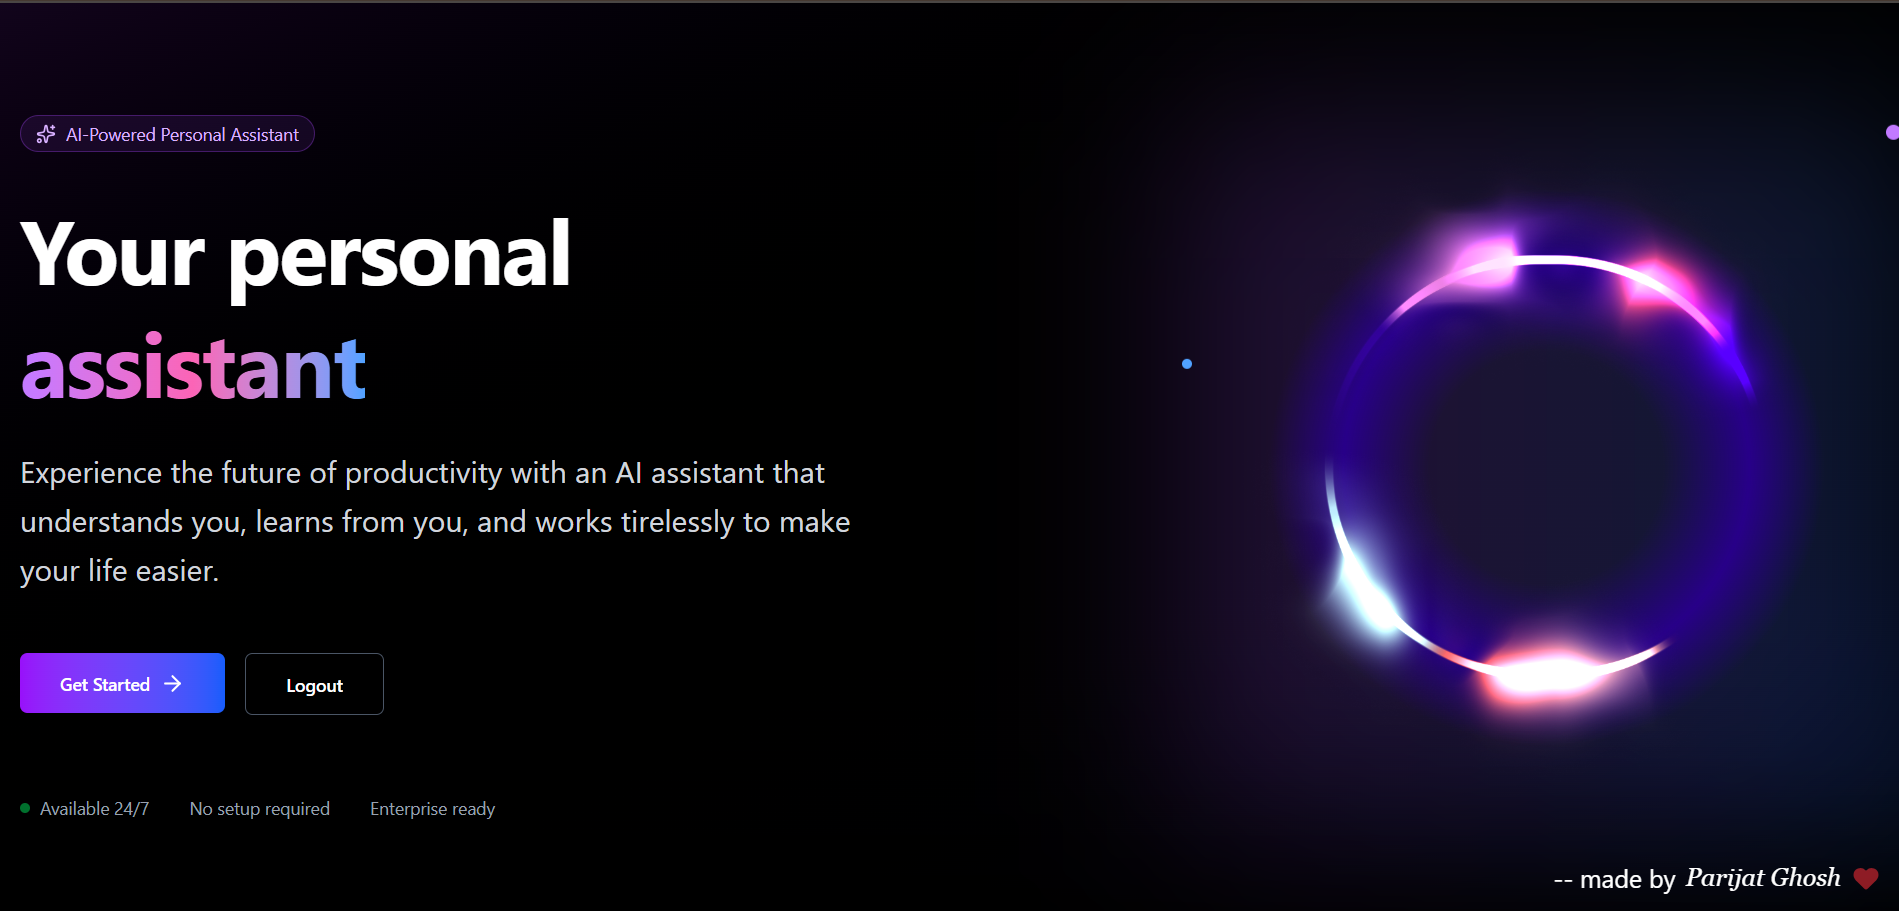 AI-Powered Personal Assistant
Your personal
assistant
Experience the future of productivity with an AI assistant that
understands you, learns from you, and works tirelessly to make
your life easier.
Get Started
Logout
Available 24/7
No setup required
Enterprise ready
-- made by Parijat Ghosh